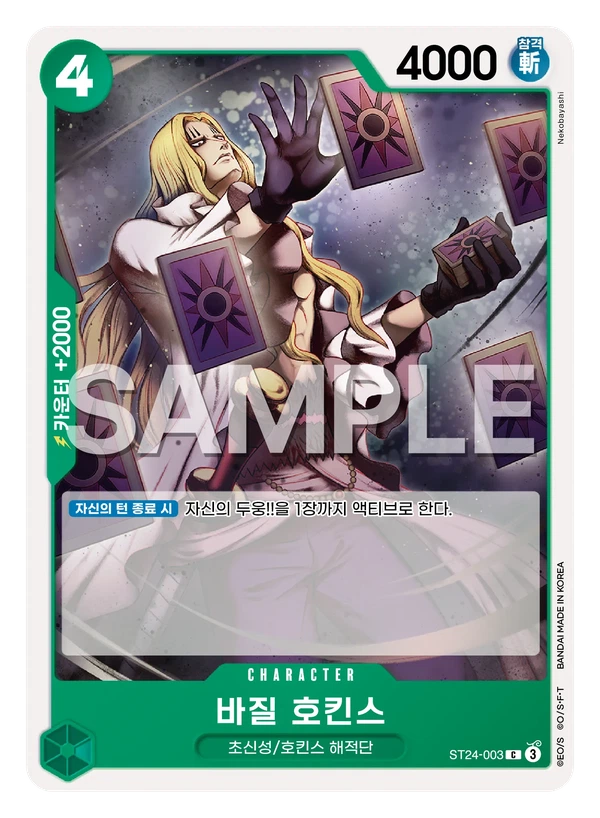 4
4000
참격
斬
Nekobayashi
카운터 +2000
SAMPLE
자신의 턴 종료 시 자신의 두웅!!을 1장까지 액티브로 한다.
BANDAI MADE IN KOREA
©EO/S ©O/S·F·T
CHARACTER
바질 호킨스
초신성/호킨스 해적단
ST24-003 C 3